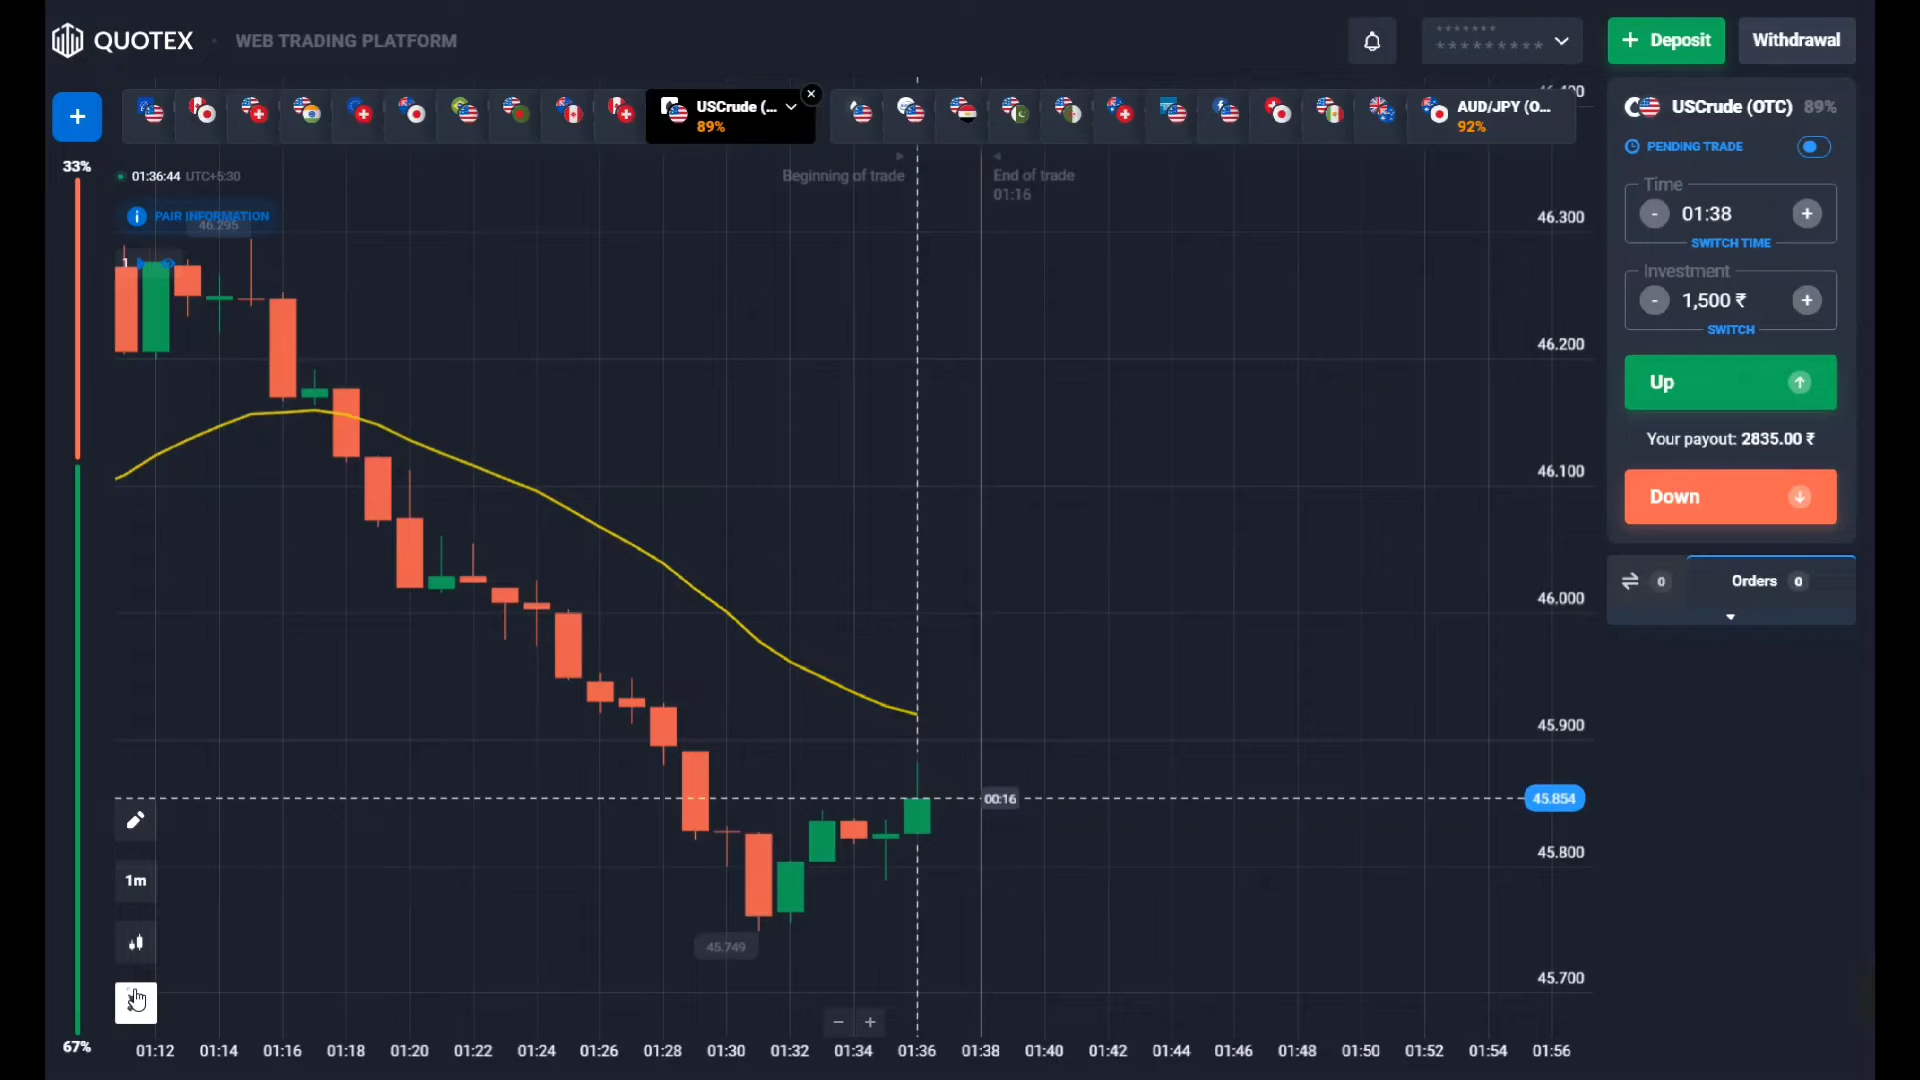 QUOTEX
WEB TRADING PLATFORM
*******
*********
+ Deposit
Withdrawal
+
USCrude (...
89%
AUD/JPY (O...
92%
USCrude (OTC) 89%
PENDING TRADE
Time
- 01:38 +
SWITCH TIME
Investment
- 1,500 ₹ +
SWITCH
Up
Your payout: 2835.00 ₹
Down
0
Orders 0
33%
67%
01:36:44 UTC+5:30
PAIR INFORMATION
46.295
1
Beginning of trade
End of trade
01:16
46.300
46.200
46.100
46.000
45.900
00:16
45.854
45.800
45.749
45.700
1m
− +
01:12 01:14 01:16 01:18 01:20 01:22 01:24 01:26 01:28 01:30 01:32 01:34 01:36 01:38 01:40 01:42 01:44 01:46 01:48 01:50 01:52 01:54 01:56